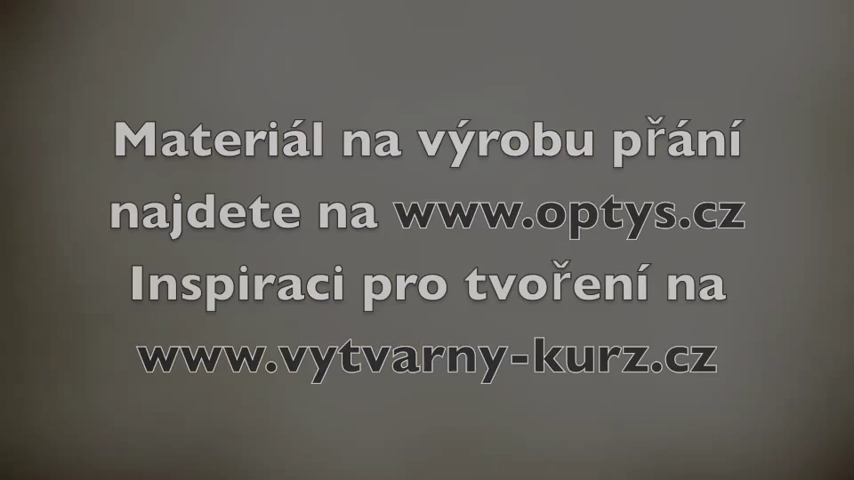 Materiál na výrobu přání
najdete na www.optys.cz
Inspiraci pro tvoření na
www.vytvarny-kurz.cz